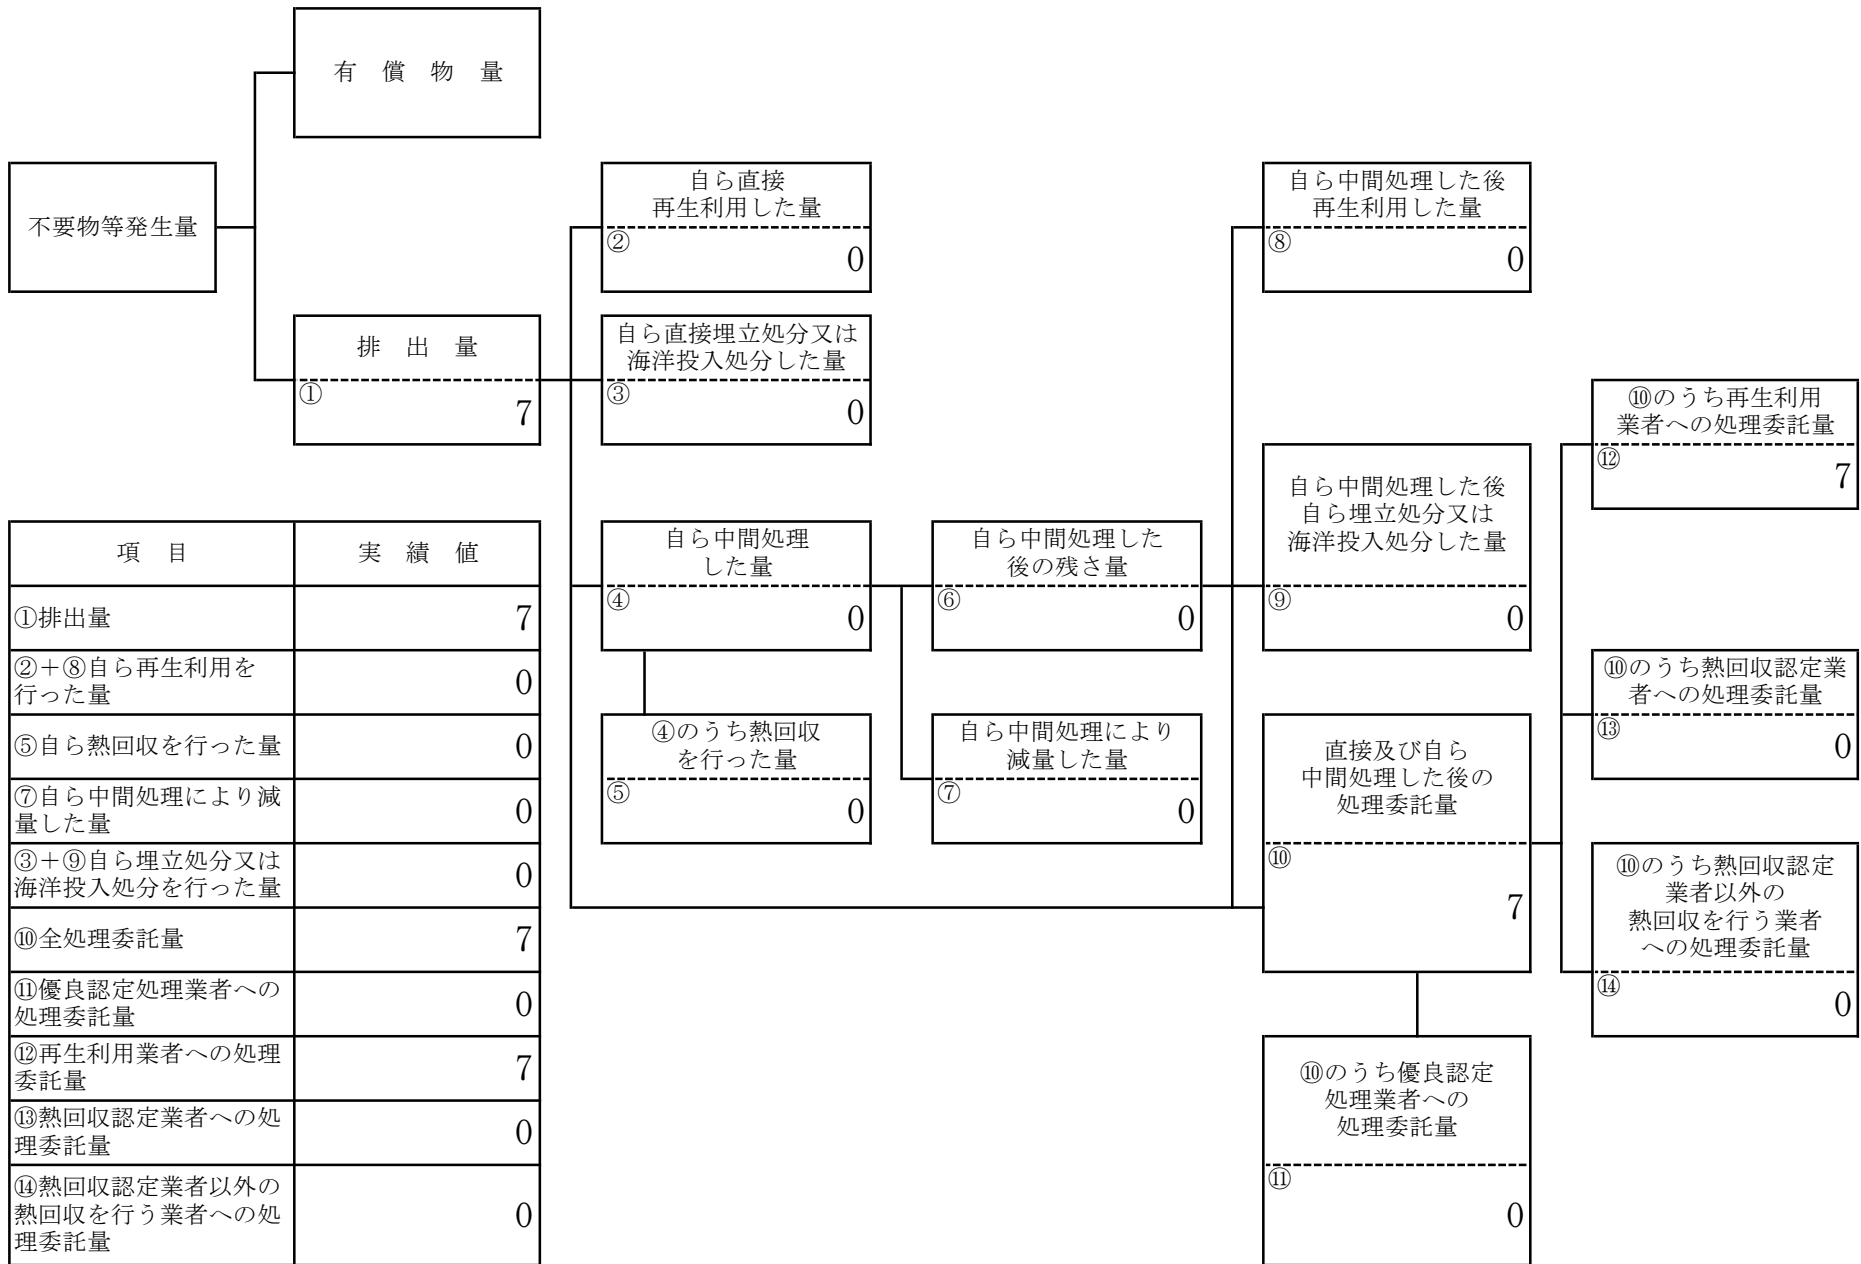 有 償 物 量
不要物等発生量
排 出 量
①
7
自ら直接
再生利用した量
②
0
自ら直接埋立処分又は
海洋投入処分した量
③
0
自ら中間処理
した量
④
0
④のうち熱回収
を行った量
⑤
0
自ら中間処理した
後の残さ量
⑥
0
自ら中間処理により
減量した量
⑦
0
自ら中間処理した後
再生利用した量
⑧
0
自ら中間処理した後
自ら埋立処分又は
海洋投入処分した量
⑨
0
直接及び自ら
中間処理した後の
処理委託量
⑩
7
⑩のうち優良認定
処理業者への
処理委託量
⑪
0
⑩のうち再生利用
業者への処理委託量
⑫
7
⑩のうち熱回収認定業
者への処理委託量
⑬
0
⑩のうち熱回収認定
業者以外の
熱回収を行う業者
への処理委託量
⑭
0
項 目 実 績 値
①排出量 7
②+⑧自ら再生利用を
行った量 0
⑤自ら熱回収を行った量 0
⑦自ら中間処理により減
量した量 0
③+⑨自ら埋立処分又は
海洋投入処分を行った量 0
⑩全処理委託量 7
⑪優良認定処理業者への
処理委託量 0
⑫再生利用業者への処理
委託量 7
⑬熱回収認定業者への処
理委託量 0
⑭熱回収認定業者以外の
熱回収を行う業者への処
理委託量 0